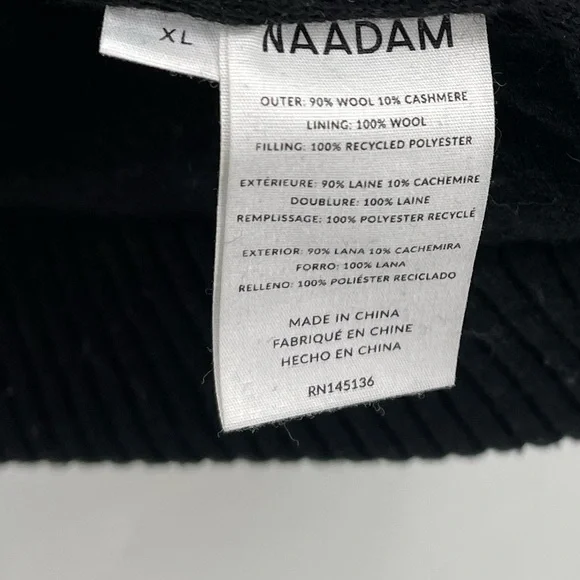 XL
NAADAM
OUTER: 90% WOOL 10% CASHMERE
LINING: 100% WOOL
FILLING: 100% RECYCLED POLYESTER
EXTÉRIEURE: 90% LAINE 10% CACHEMIRE
DOUBLURE: 100% LAINE
REMPLISSAGE: 100% POLYESTER RECYCLÉ
EXTERIOR: 90% LANA 10% CACHEMIRA
FORRO: 100% LANA
RELLENO: 100% POLIÉSTER RECICLADO
MADE IN CHINA
FABRIQUÉ EN CHINE
HECHO EN CHINA
RN145136